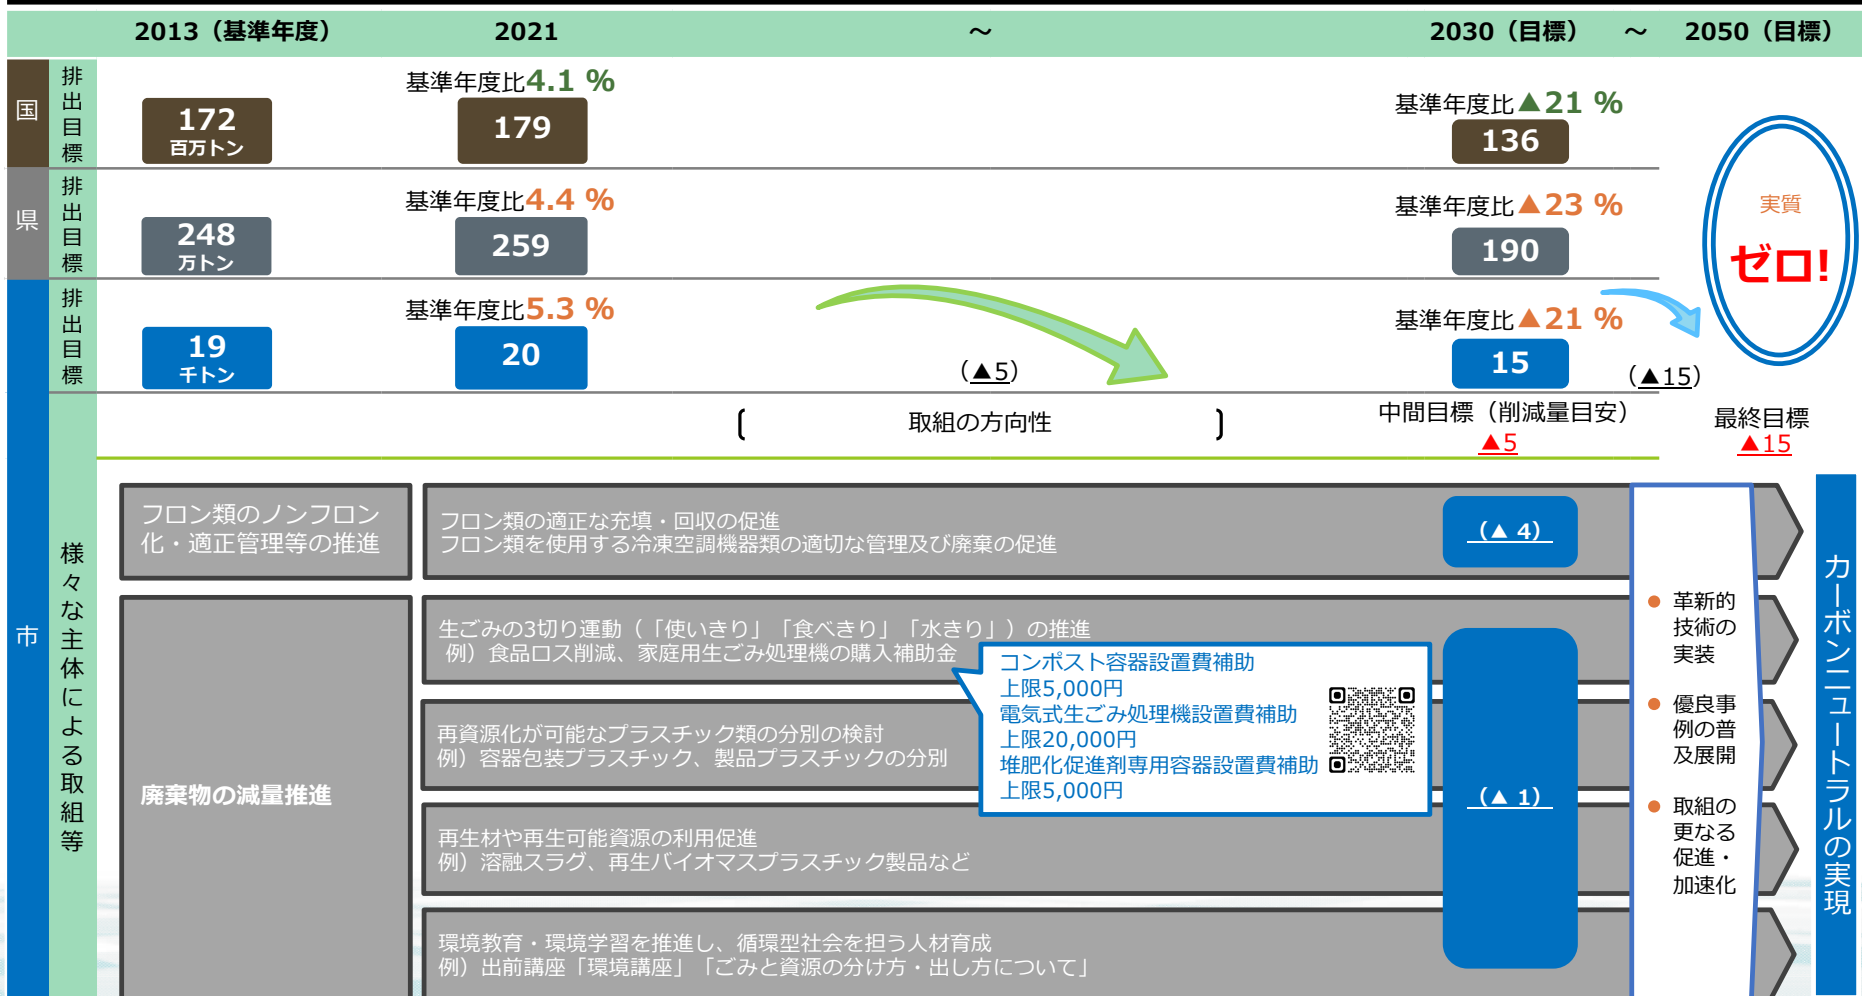 2013（基準年度）
2021
～
2030（目標）
～
2050（目標）
国
排出目標
172
百万トン
基準年度比4.1 %
179
基準年度比▲21 %
136
県
排出目標
248
万トン
基準年度比4.4 %
259
基準年度比▲23 %
190
実質
ゼロ!
市
排出目標
19
千トン
基準年度比5.3 %
20
（▲5）
基準年度比▲21 %
15
（▲15）
〔 取組の方向性 〕
中間目標（削減量目安）
▲5
最終目標
▲15
様々な主体による取組等
フロン類のノンフロン
化・適正管理等の推進
フロン類の適正な充填・回収の促進
フロン類を使用する冷凍空調機器類の適切な管理及び廃棄の促進
（▲ 4）
廃棄物の減量推進
生ごみの3切り運動（「使いきり」「食べきり」「水きり」）の推進
例）食品ロス削減、家庭用生ごみ処理機の購入補助金
コンポスト容器設置費補助
上限5,000円
電気式生ごみ処理機設置費補助
上限20,000円
堆肥化促進剤専用容器設置費補助
上限5,000円
再資源化が可能なプラスチック類の分別の検討
例）容器包装プラスチック、製品プラスチックの分別
再生材や再生可能資源の利用促進
例）溶融スラグ、再生バイオマスプラスチック製品など
環境教育・環境学習を推進し、循環型社会を担う人材育成
例）出前講座「環境講座」「ごみと資源の分け方・出し方について」
（▲ 1）
● 革新的
技術の
実装
● 優良事
例の普
及展開
● 取組の
更なる
促進・
加速化
カーボンニュートラルの実現